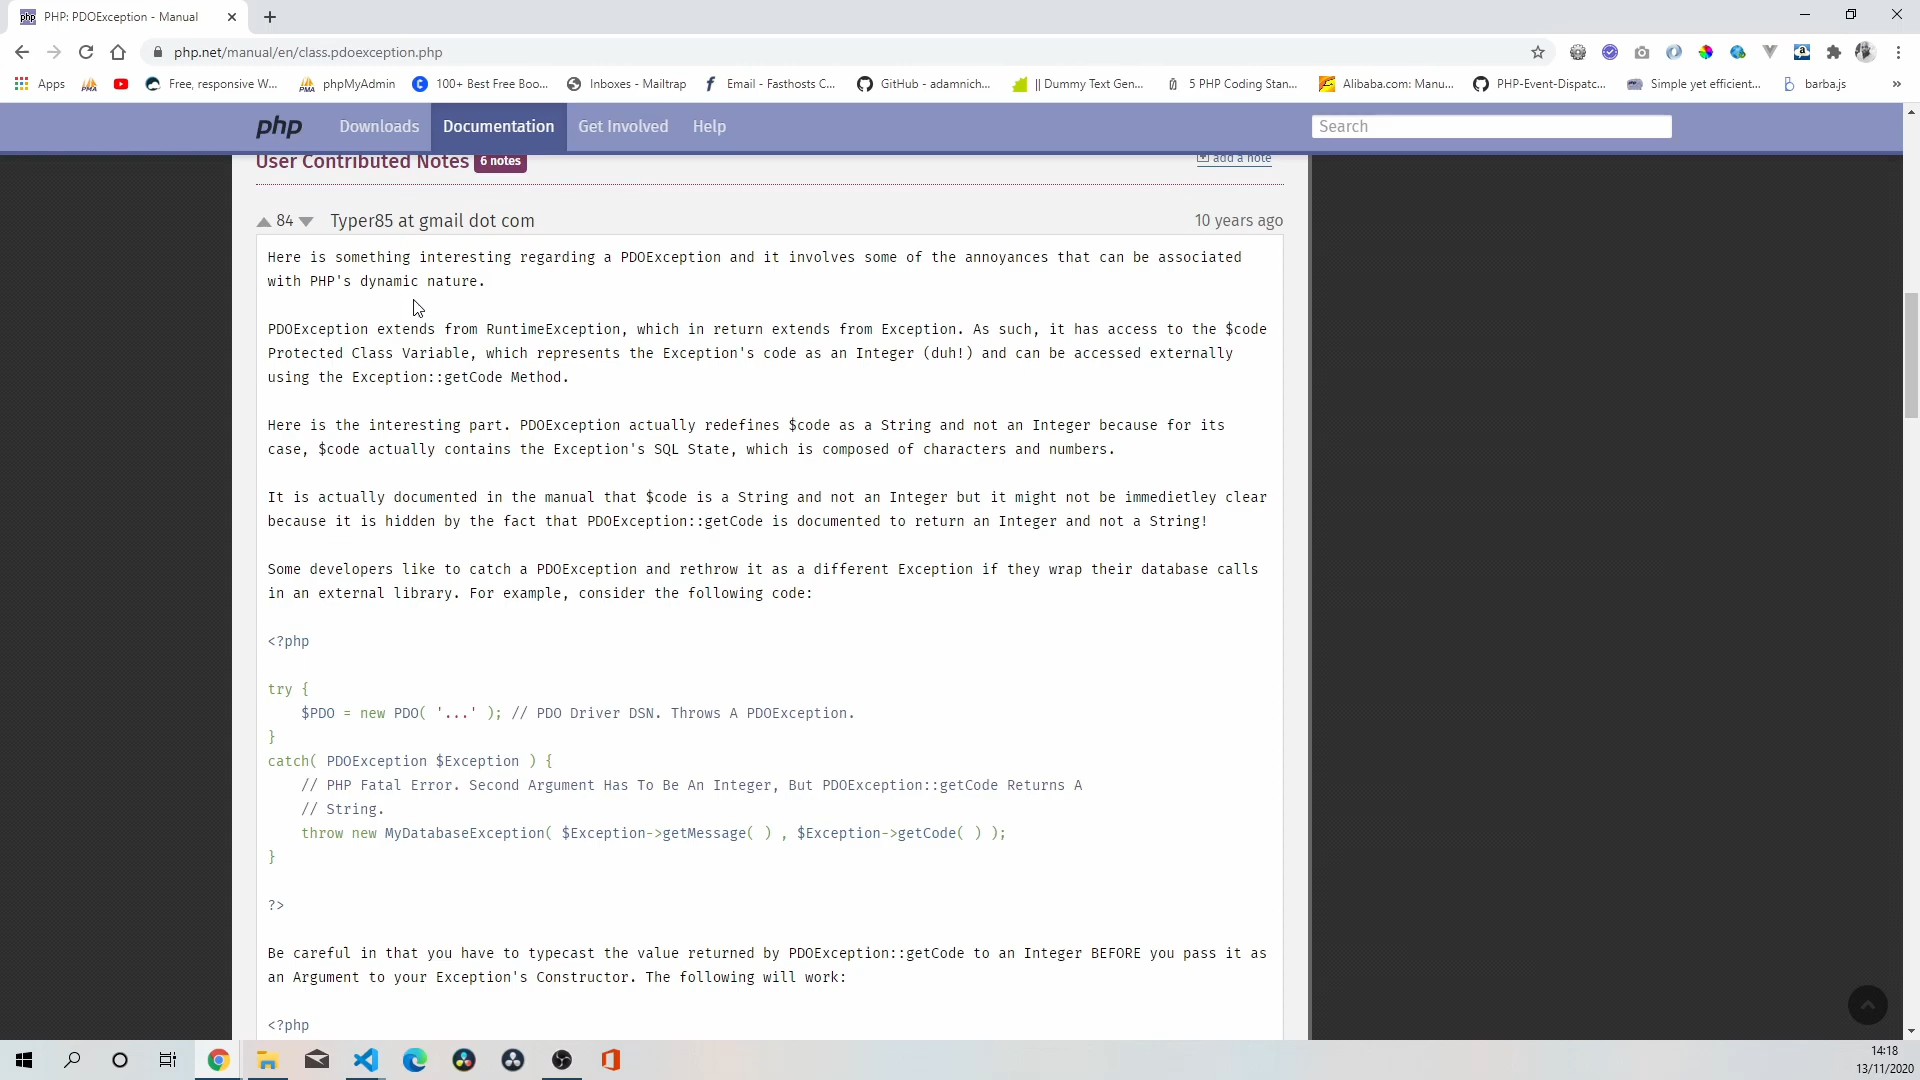 PHP: PDOException - Manual
php.net/manual/en/class.pdoexception.php
Apps
PMA
Free, responsive W...
PMA
phpMyAdmin
100+ Best Free Boo...
Inboxes - Mailtrap
Email - Fasthosts C...
GitHub - adamnich...
|| Dummy Text Gen...
5 PHP Coding Stan...
Alibaba.com: Manu...
PHP-Event-Dispatc...
Simple yet efficient...
barba.js
»
php
Downloads
Documentation
Get Involved
Help
Search
User Contributed Notes 6 notes
add a note
84
Typer85 at gmail dot com
10 years ago
Here is something interesting regarding a PDOException and it involves some of the annoyances that can be associated
with PHP's dynamic nature.
PDOException extends from RuntimeException, which in return extends from Exception. As such, it has access to the $code
Protected Class Variable, which represents the Exception's code as an Integer (duh!) and can be accessed externally
using the Exception::getCode Method.
Here is the interesting part. PDOException actually redefines $code as a String and not an Integer because for its
case, $code actually contains the Exception's SQL State, which is composed of characters and numbers.
It is actually documented in the manual that $code is a String and not an Integer but it might not be immedietley clear
because it is hidden by the fact that PDOException::getCode is documented to return an Integer and not a String!
Some developers like to catch a PDOException and rethrow it as a different Exception if they wrap their database calls
in an external library. For example, consider the following code:
<?php
try {
$PDO = new PDO( '...' ); // PDO Driver DSN. Throws A PDOException.
}
catch( PDOException $Exception ) {
// PHP Fatal Error. Second Argument Has To Be An Integer, But PDOException::getCode Returns A
// String.
throw new MyDatabaseException( $Exception->getMessage( ) , $Exception->getCode( ) );
}
?>
Be careful in that you have to typecast the value returned by PDOException::getCode to an Integer BEFORE you pass it as
an Argument to your Exception's Constructor. The following will work:
<?php
14:18
13/11/2020